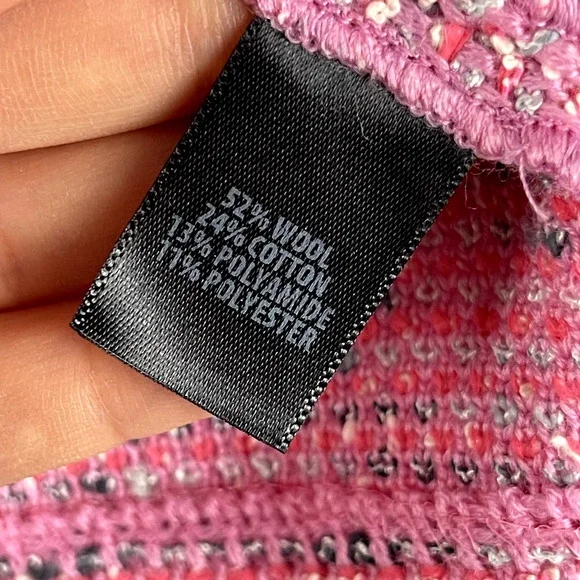 52% WOOL
24% COTTON
13% POLYAMIDE
11% POLYESTER